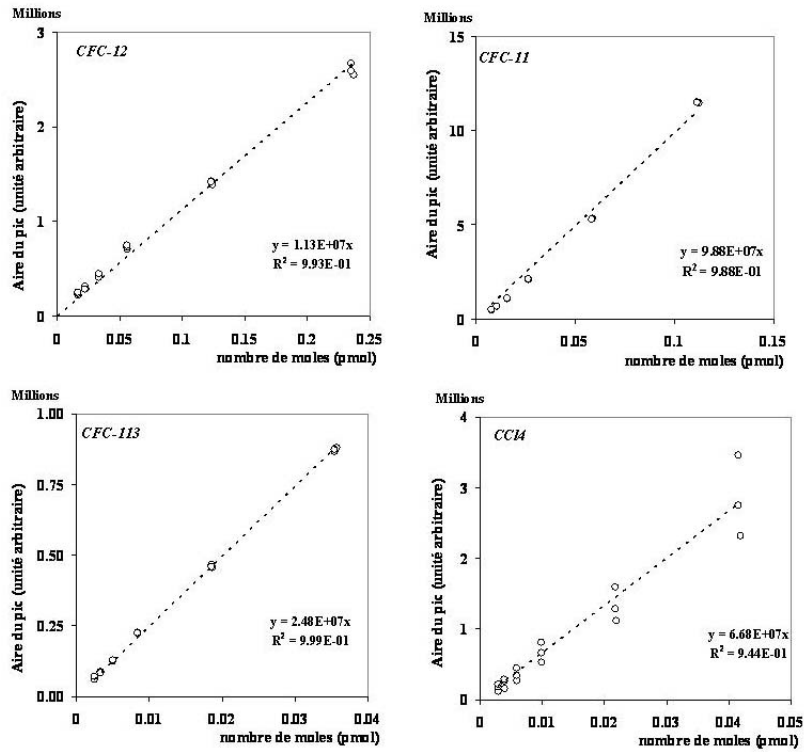 Millions
CFC-12
Aire du pic (unité arbitraire)
3
2
1
0
y = 1.13E+07x
R² = 9.93E-01
0 0.05 0.1 0.15 0.2 0.25
nombre de moles (pmol)
Millions
CFC-11
Aire du pic (unité arbitraire)
15
10
5
0
y = 9.88E+07x
R² = 9.88E-01
0 0.05 0.1 0.15
nombre de moles (pmol)
Millions
CFC-113
Aire du pic (unité arbitraire)
1.00
0.75
0.50
0.25
0.00
y = 2.48E+07x
R² = 9.99E-01
0 0.01 0.02 0.03 0.04
nombre de moles (pmol)
Millions
CCl4
Aire du pic (unité arbitraire)
4
3
2
1
0
y = 6.68E+07x
R² = 9.44E-01
0 0.01 0.02 0.03 0.04 0.05
nombre de moles (pmol)